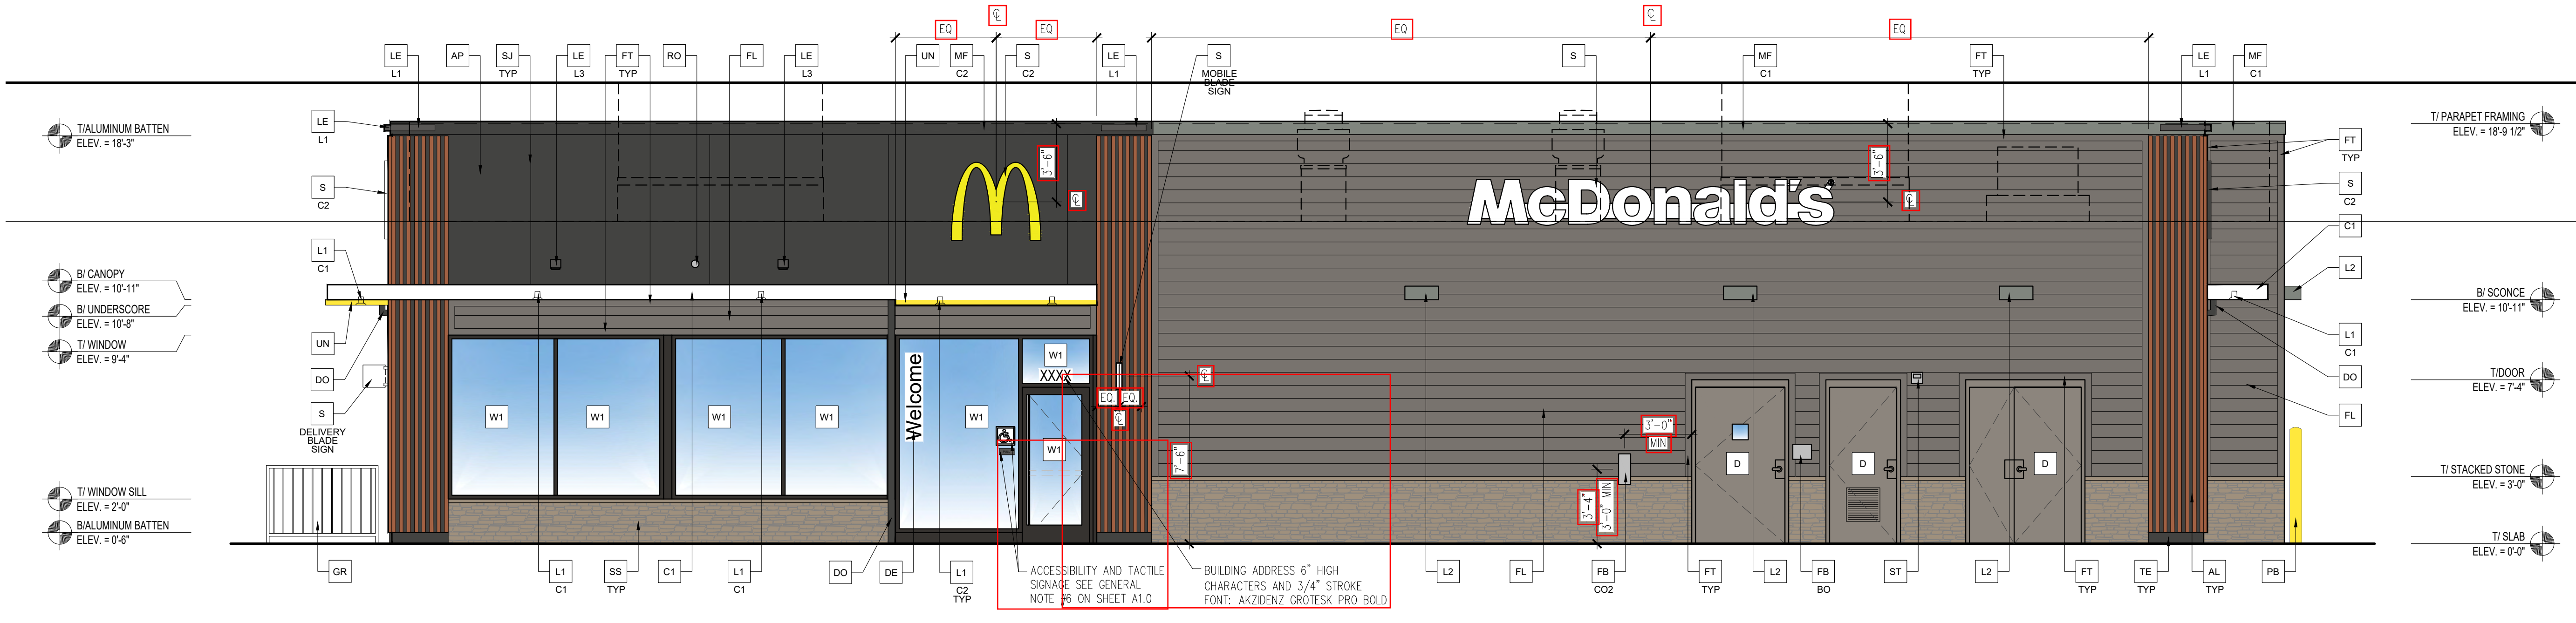 EQ
℄
EQ
EQ
℄
EQ
LE
L1
AP
SJ
TYP
LE
L3
FT
TYP
RO
FL
LE
L3
UN
MF
C2
S
C2
LE
L1
S
MOBILE
BLADE
SIGN
S
MF
C1
FT
TYP
LE
L1
MF
C1
T/ALUMINUM BATTEN
ELEV. = 18'-3"
LE
L1
S
C2
L1
C1
B/ CANOPY
ELEV. = 10'-11"
B/ UNDERSCORE
ELEV. = 10'-8"
T/ WINDOW
ELEV. = 9'-4"
UN
DO
S
DELIVERY
BLADE
SIGN
T/ WINDOW SILL
ELEV. = 2'-0"
B/ALUMINUM BATTEN
ELEV. = 0'-6"
3'-6"
℄
McDonald's
®
3'-6"
℄
T/ PARAPET FRAMING
ELEV. = 18'-9 1/2"
FT
TYP
S
C2
C1
L2
B/ SCONCE
ELEV. = 10'-11"
L1
C1
DO
T/DOOR
ELEV. = 7'-4"
FL
T/ STACKED STONE
ELEV. = 3'-0"
T/ SLAB
ELEV. = 0'-0"
W1
W1
W1
W1
Welcome
W1
W1
XXXX
W1
EQ.
EQ.
℄
℄
7'-6"
3'-0"
MIN
3'-4"
3'-0" MIN
D
D
D
GR
L1
C1
SS
TYP
C1
L1
C1
DO
DE
L1
C2
TYP
ACCESSIBILITY AND TACTILE
SIGNAGE SEE GENERAL
NOTE #6 ON SHEET A1.0
BUILDING ADDRESS 6" HIGH
CHARACTERS AND 3/4" STROKE
FONT: AKZIDENZ GROTESK PRO BOLD
L2
FL
FB
CO2
FT
TYP
L2
FB
BO
ST
L2
FT
TYP
TE
TYP
AL
TYP
PB